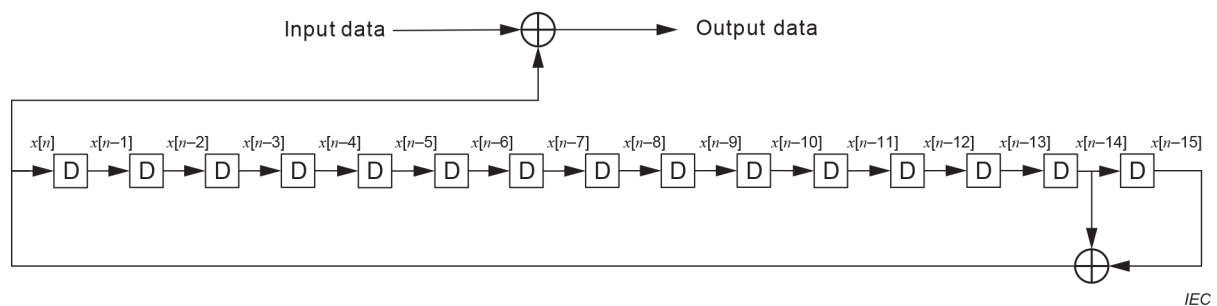 Input data
Output data
x[n] x[n–1] x[n–2] x[n–3] x[n–4] x[n–5] x[n–6] x[n–7] x[n–8] x[n–9] x[n–10] x[n–11] x[n–12] x[n–13] x[n–14] x[n–15]
D D D D D D D D D D D D D D D
IEC